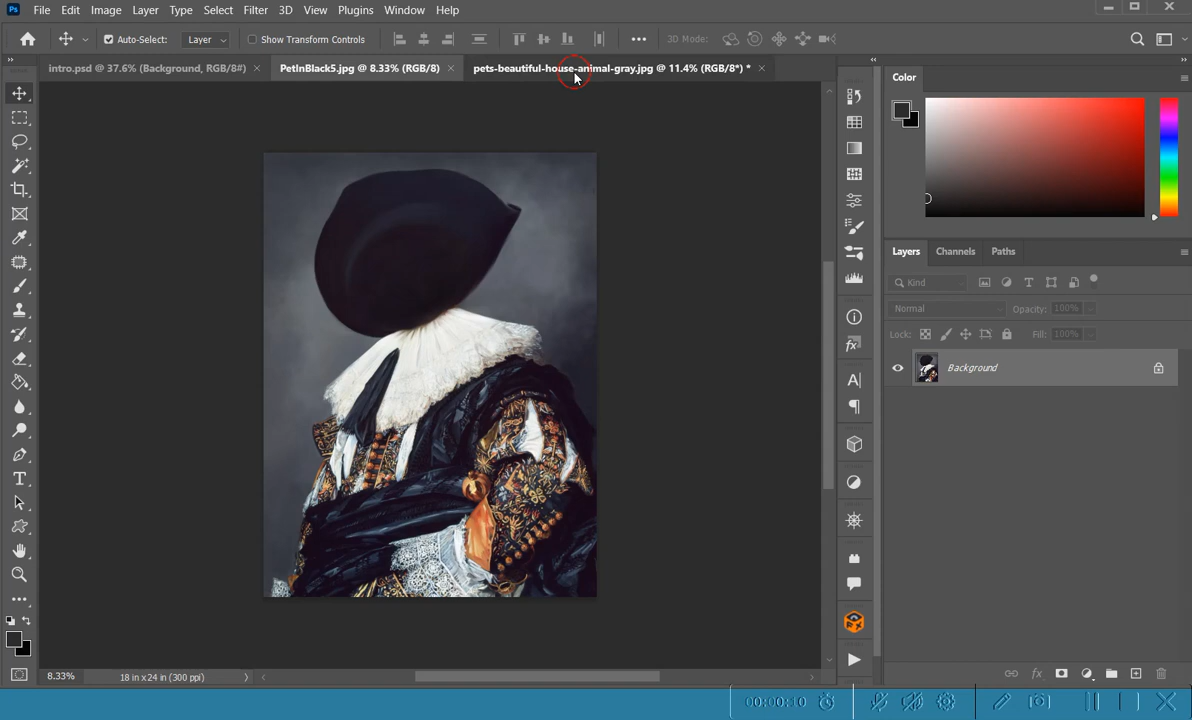 Ps File Edit Image Layer Type Select Filter 3D View Plugins Window Help
Auto-Select: Layer Show Transform Controls 3D Mode:
intro.psd @ 37.6% (Background, RGB/8#) PetInBlack5.jpg @ 8.33% (RGB/8) pets-beautiful-house-animal-gray.jpg @ 11.4% (RGB/8*) *
Color
Layers Channels Paths
Kind
Normal Opacity: 100%
Lock: Fill: 100%
Background
8.33% 18 in x 24 in (300 ppi)
00:00:10